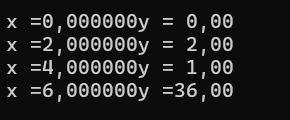 x =0,000000y = 0,00
x =2,000000y = 2,00
x =4,000000y = 1,00
x =6,000000y =36,00